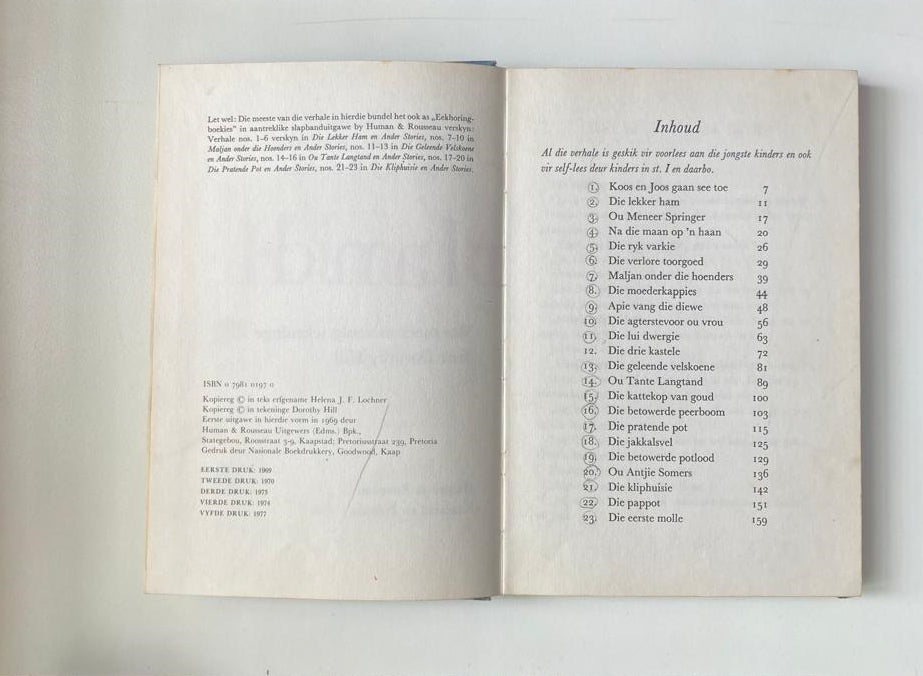 Let wel: Die meeste van die verhale in hierdie bundel het ook as „Eekhoring-
boekies” in aantreklike slapbanduitgawe by Human & Rousseau verskyn:
Verhale nos. 1–6 verskyn in Die Lekker Ham en Ander Stories, nos. 7–10 in
Maljan onder die Hoenders en Ander Stories, nos. 11–13 in Die Geleende Velskoene
en Ander Stories, nos. 14–16 in Ou Tante Langtand en Ander Stories, nos. 17–20 in
Die Pratende Pot en Ander Stories, nos. 21–23 in Die Kliphuisie en Ander Stories.
ISBN 0 7981 0197 0
Kopiereg © in teks erfgename Helena J. F. Lochner
Kopiereg © in tekeninge Dorothy Hill
Eerste uitgawe in hierdie vorm in 1969 deur
Human & Rousseau Uitgewers (Edms.) Bpk.,
Stategebou, Roosstraat 3-9, Kaapstad; Pretoriusstraat 239, Pretoria
Gedruk deur Nasionale Boekdrukkery, Goodwood, Kaap
EERSTE DRUK: 1969
TWEEDE DRUK: 1970
DERDE DRUK: 1973
VIERDE DRUK: 1974
VYFDE DRUK: 1977
Inhoud
Al die verhale is geskik vir voorlees aan die jongste kinders en ook
vir self-lees deur kinders in st. I en daarbo.
1. Koos en Joos gaan see toe 7
2. Die lekker ham 11
3. Ou Meneer Springer 17
4. Na die maan op 'n haan 20
5. Die ryk varkie 26
6. Die verlore toorgoed 29
7. Maljan onder die hoenders 39
8. Die moederkappies 44
9. Apie vang die diewe 48
10. Die agterstevoor ou vrou 56
11. Die lui dwergie 63
12. Die drie kastele 72
13. Die geleende velskoene 81
14. Ou Tante Langtand 89
15. Die kattekop van goud 100
16. Die betowerde peerboom 103
17. Die pratende pot 115
18. Die jakkalsvel 125
19. Die betowerde potlood 129
20. Ou Antjie Somers 136
21. Die kliphuisie 142
22. Die pappot 151
23. Die eerste molle 159